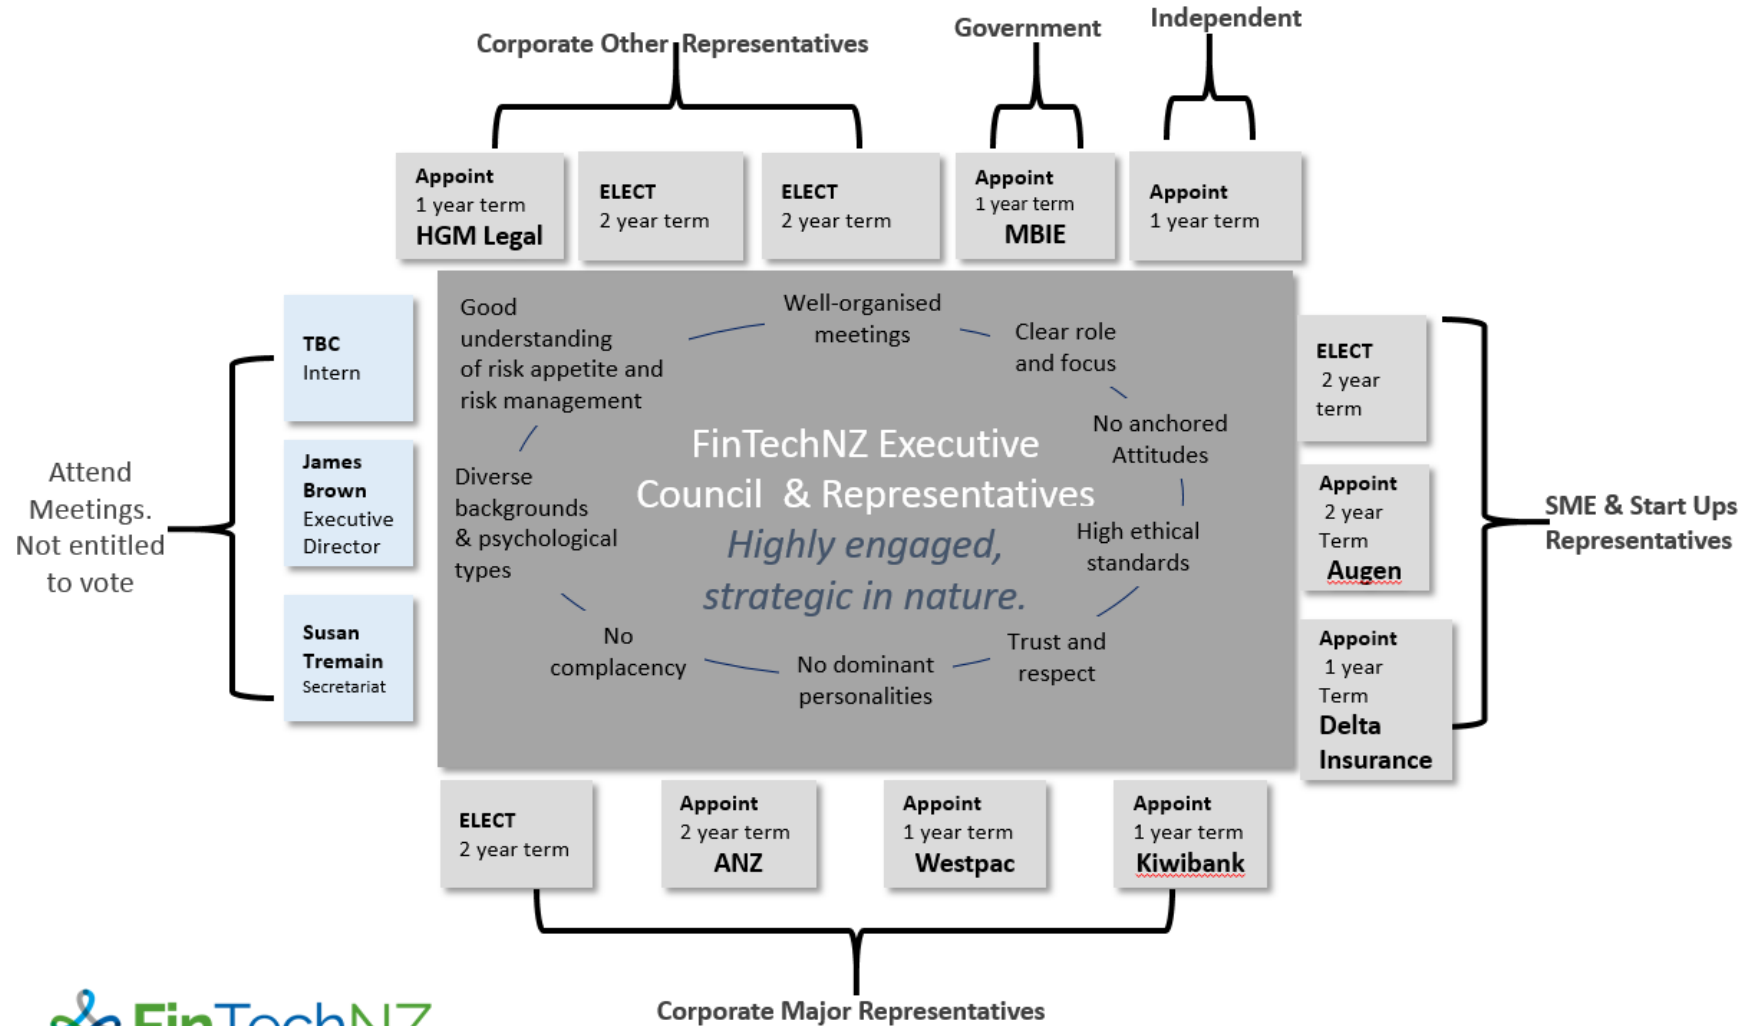 Corporate Other Representatives
Government
Independent
Appoint
1 year term
HGM Legal
ELECT
2 year term
ELECT
2 year term
Appoint
1 year term
MBIE
Appoint
1 year term
Attend
Meetings.
Not entitled
to vote
TBC
Intern
James
Brown
Executive
Director
Susan
Tremain
Secretariat
Good
understanding
of risk appetite and
risk management
Well-organised
meetings
Clear role
and focus
No anchored
Attitudes
High ethical
standards
Trust and
respect
No dominant
personalities
No
complacency
Diverse
backgrounds
& psychological
types
FinTechNZ Executive
Council & Representatives
Highly engaged,
strategic in nature.
ELECT
2 year
term
Appoint
2 year
Term
Augen
Appoint
1 year
Term
Delta
Insurance
SME & Start Ups
Representatives
ELECT
2 year term
Appoint
2 year term
ANZ
Appoint
1 year term
Westpac
Appoint
1 year term
Kiwibank
Corporate Major Representatives
FinTechNZ